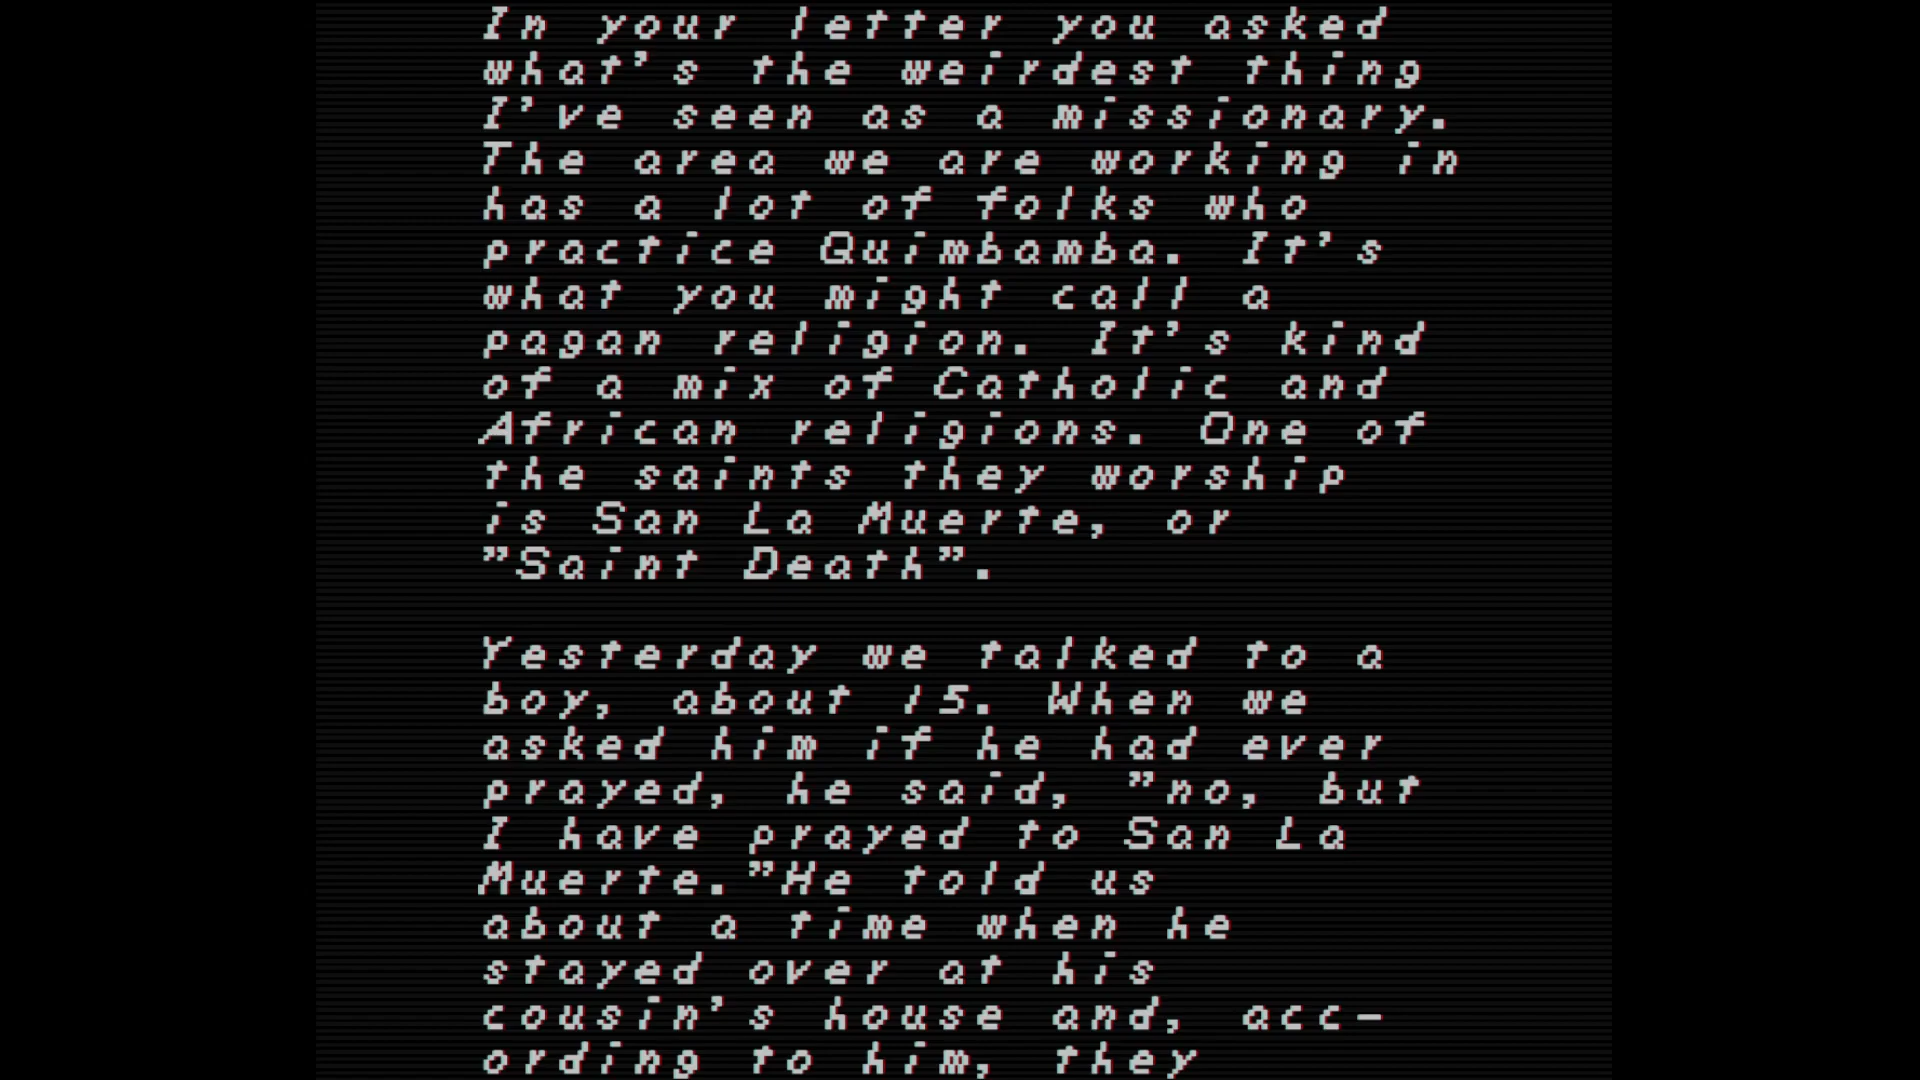 In your letter you asked
what's the weirdest thing
I've seen as a missionary.
The area we are working in
has a lot of folks who
practice Quimbamba. It's
what you might call a
pagan religion. It's kind
of a mix of Catholic and
African religions. One of
the saints they worship
is San La Muerte, or
"Saint Death".
Yesterday we talked to a
boy, about 15. When we
asked him if he had ever
prayed, he said, "no, but
I have prayed to San La
Muerte."He told us
about a time when he
stayed over at his
cousin's house and, acc-
ording to him, they